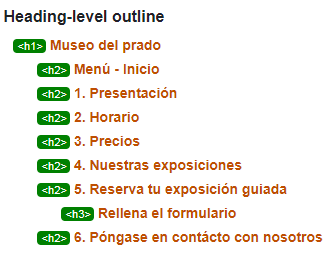 Heading-level outline
<h1> Museo del prado
<h2> Menú - Inicio
<h2> 1. Presentación
<h2> 2. Horario
<h2> 3. Precios
<h2> 4. Nuestras exposiciones
<h2> 5. Reserva tu exposición guiada
<h3> Rellena el formulario
<h2> 6. Póngase en contácto con nosotros